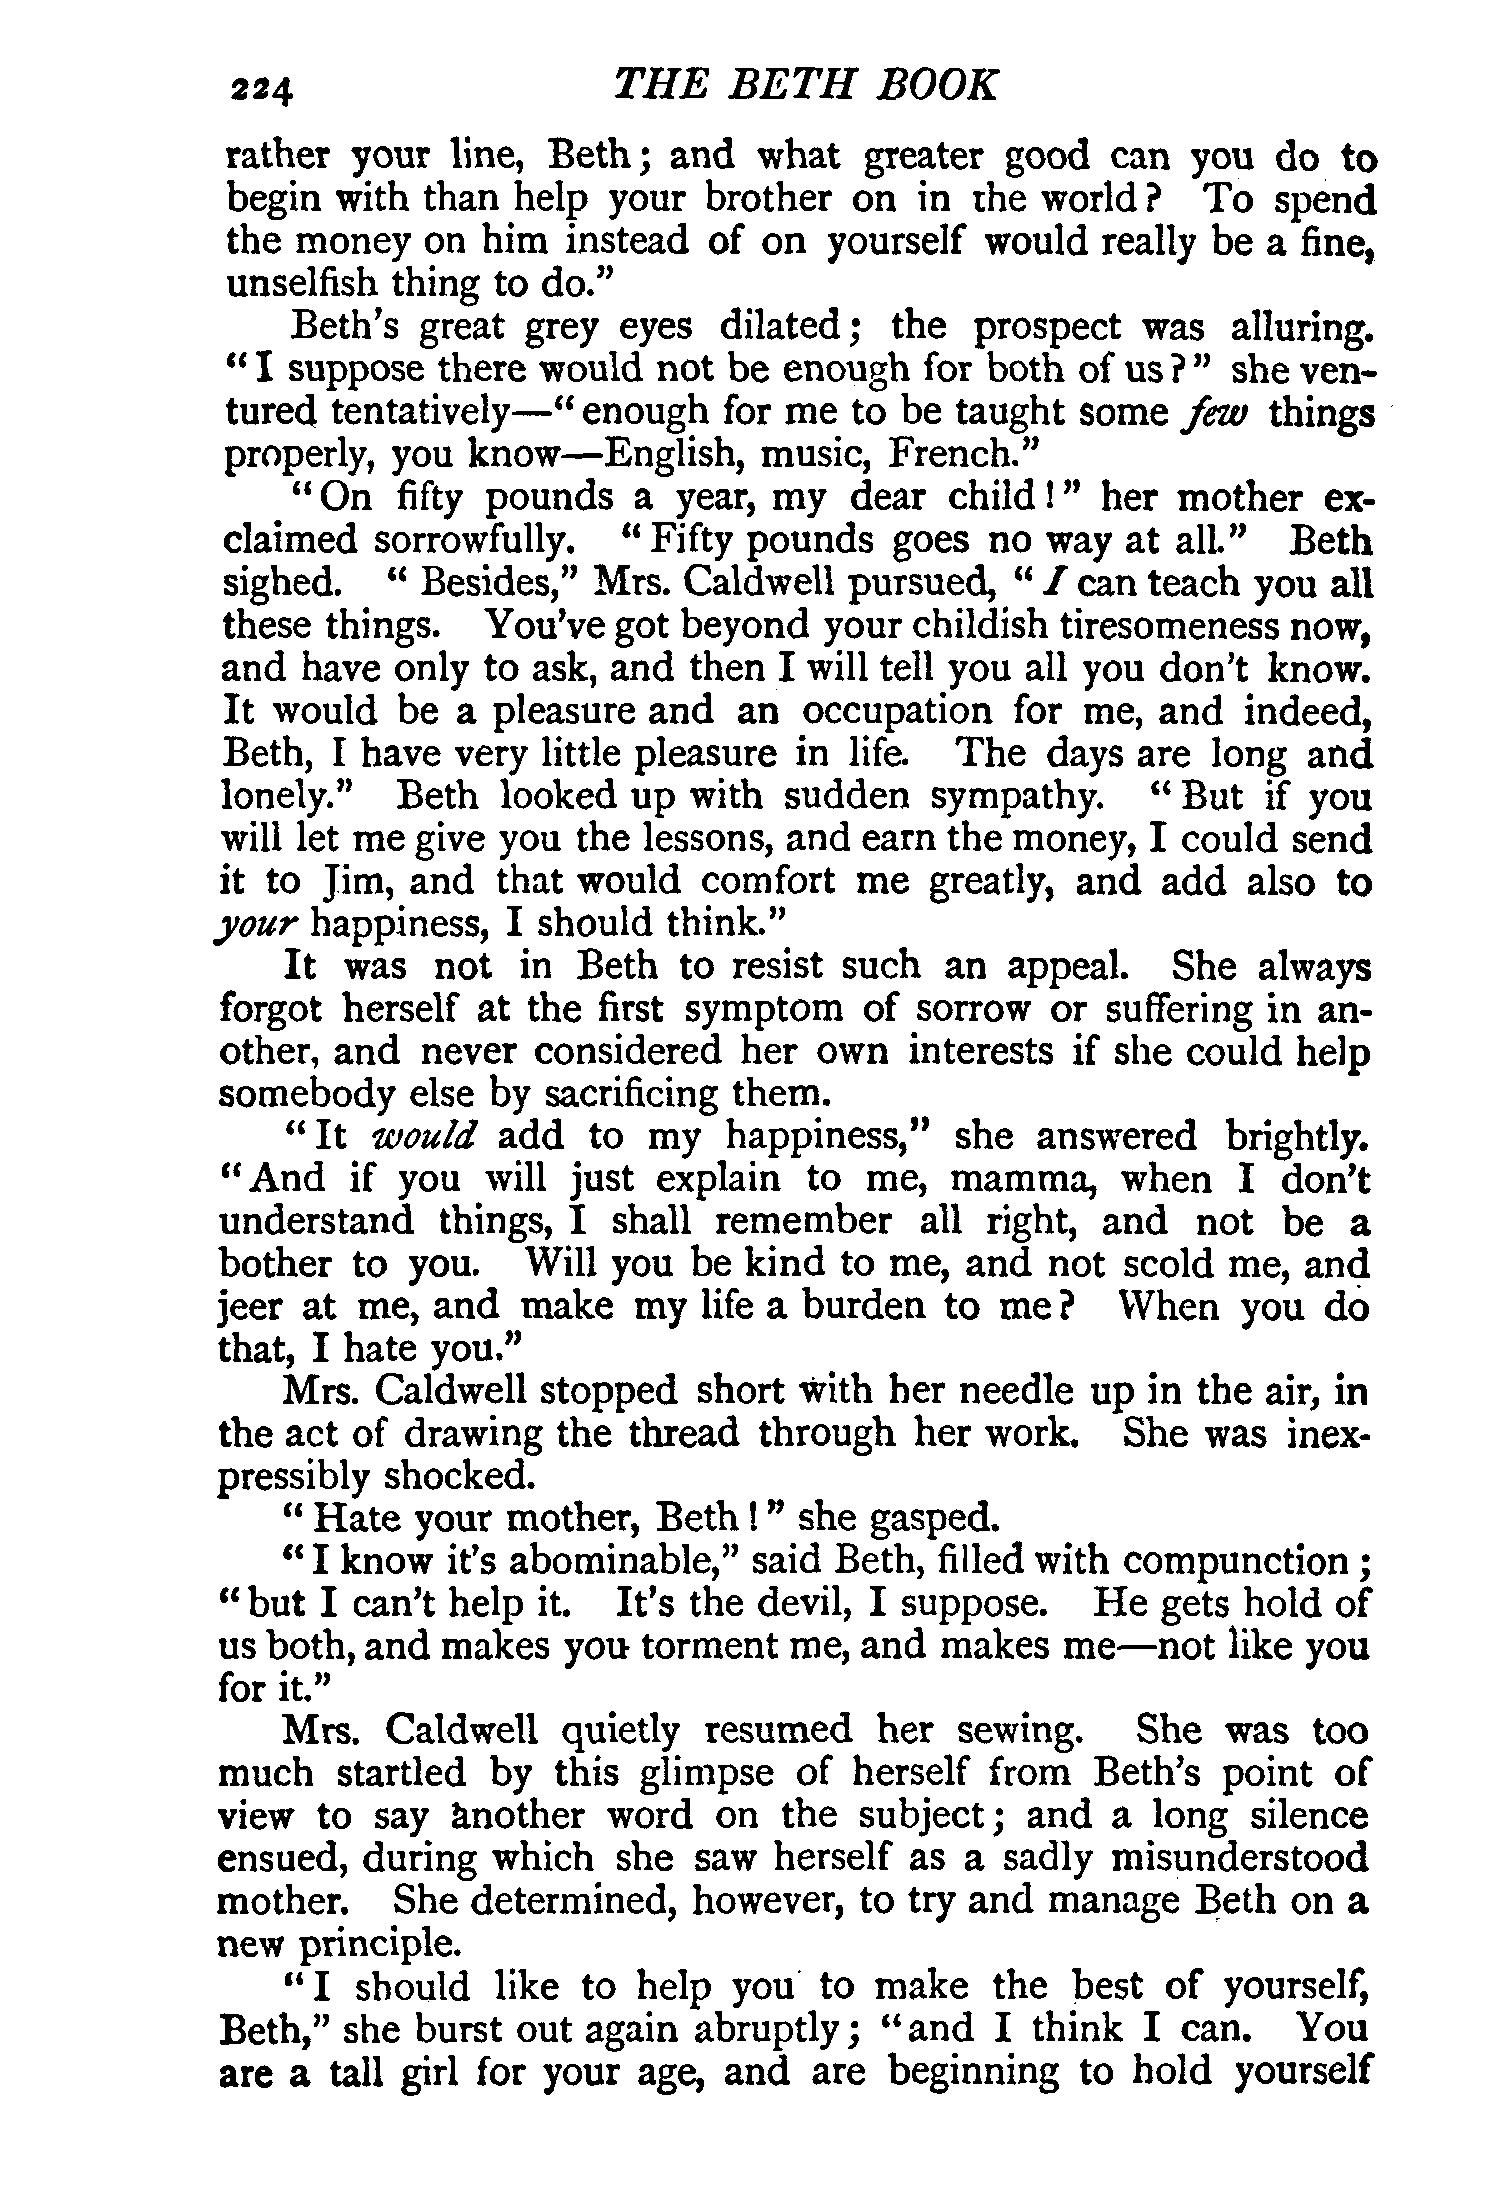 224 THE BETH BOOK
rather your line, Beth; and what greater good can you do to
begin with than help your brother on in the world? To spend
the money on him instead of on yourself would really be a fine,
unselfish thing to do."
Beth's great grey eyes dilated; the prospect was alluring.
"I suppose there would not be enough for both of us?" she ven-
tured tentatively—"enough for me to be taught some few things
properly, you know—English, music, French."
"On fifty pounds a year, my dear child!" her mother ex-
claimed sorrowfully. "Fifty pounds goes no way at all." Beth
sighed. "Besides," Mrs. Caldwell pursued, "I can teach you all
these things. You've got beyond your childish tiresomeness now,
and have only to ask, and then I will tell you all you don't know.
It would be a pleasure and an occupation for me, and indeed,
Beth, I have very little pleasure in life. The days are long and
lonely." Beth looked up with sudden sympathy. "But if you
will let me give you the lessons, and earn the money, I could send
it to Jim, and that would comfort me greatly, and add also to
your happiness, I should think."
It was not in Beth to resist such an appeal. She always
forgot herself at the first symptom of sorrow or suffering in an-
other, and never considered her own interests if she could help
somebody else by sacrificing them.
"It would add to my happiness," she answered brightly.
"And if you will just explain to me, mamma, when I don't
understand things, I shall remember all right, and not be a
bother to you. Will you be kind to me, and not scold me, and
jeer at me, and make my life a burden to me? When you do
that, I hate you."
Mrs. Caldwell stopped short with her needle up in the air, in
the act of drawing the thread through her work. She was inex-
pressibly shocked.
"Hate your mother, Beth!" she gasped.
"I know it's abominable," said Beth, filled with compunction;
"but I can't help it. It's the devil, I suppose. He gets hold of
us both, and makes you torment me, and makes me—not like you
for it."
Mrs. Caldwell quietly resumed her sewing. She was too
much startled by this glimpse of herself from Beth's point of
view to say another word on the subject; and a long silence
ensued, during which she saw herself as a sadly misunderstood
mother. She determined, however, to try and manage Beth on a
new principle.
"I should like to help you to make the best of yourself,
Beth," she burst out again abruptly; "and I think I can. You
are a tall girl for your age, and are beginning to hold yourself